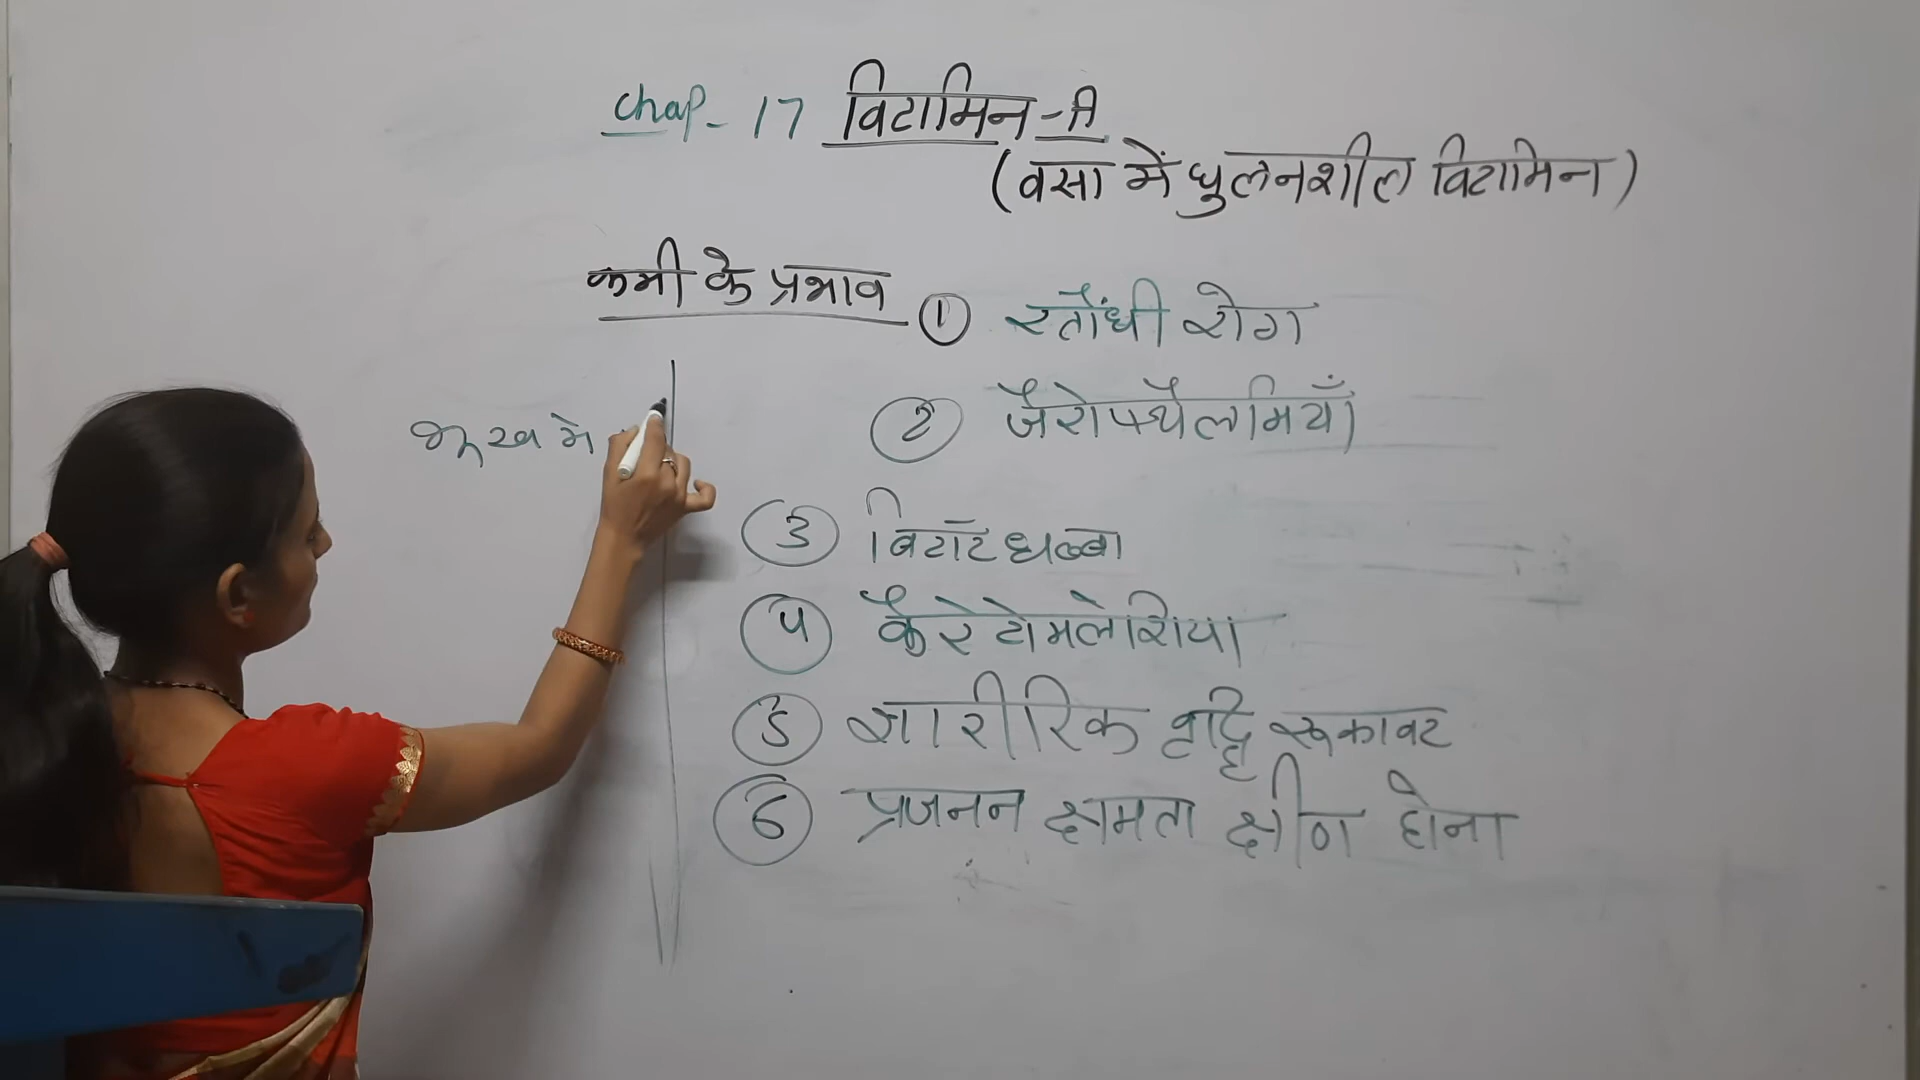 Chap - 17 विटामिन - A
(वसा में घुलनशील विटामिन)
कमी के प्रभाव
① रतौंधी रोग
② जैरोफ्थैलमियाँ
③ बिटॉट धब्बा
④ कैरेटोमलेशिया
⑤ शारीरिक वृद्धि रूकावट
⑥ प्रजनन क्षमता क्षीण होना
भूख मे